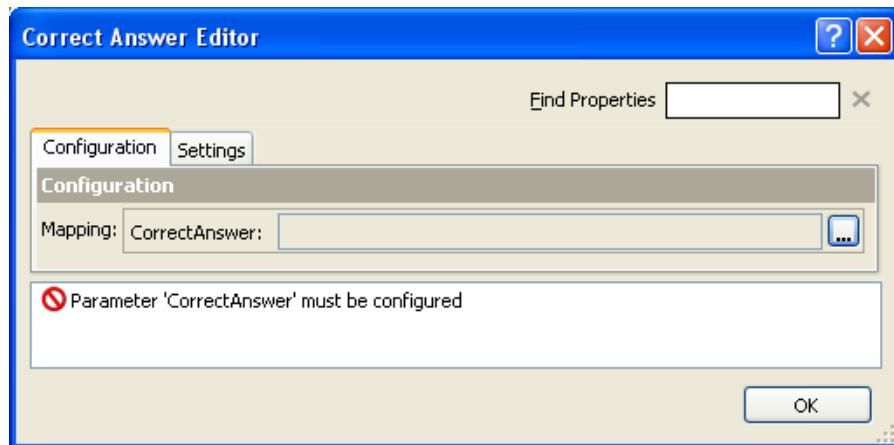 Correct Answer Editor
Find Properties
Configuration Settings
Configuration
Mapping: CorrectAnswer: ...
Parameter 'CorrectAnswer' must be configured
OK